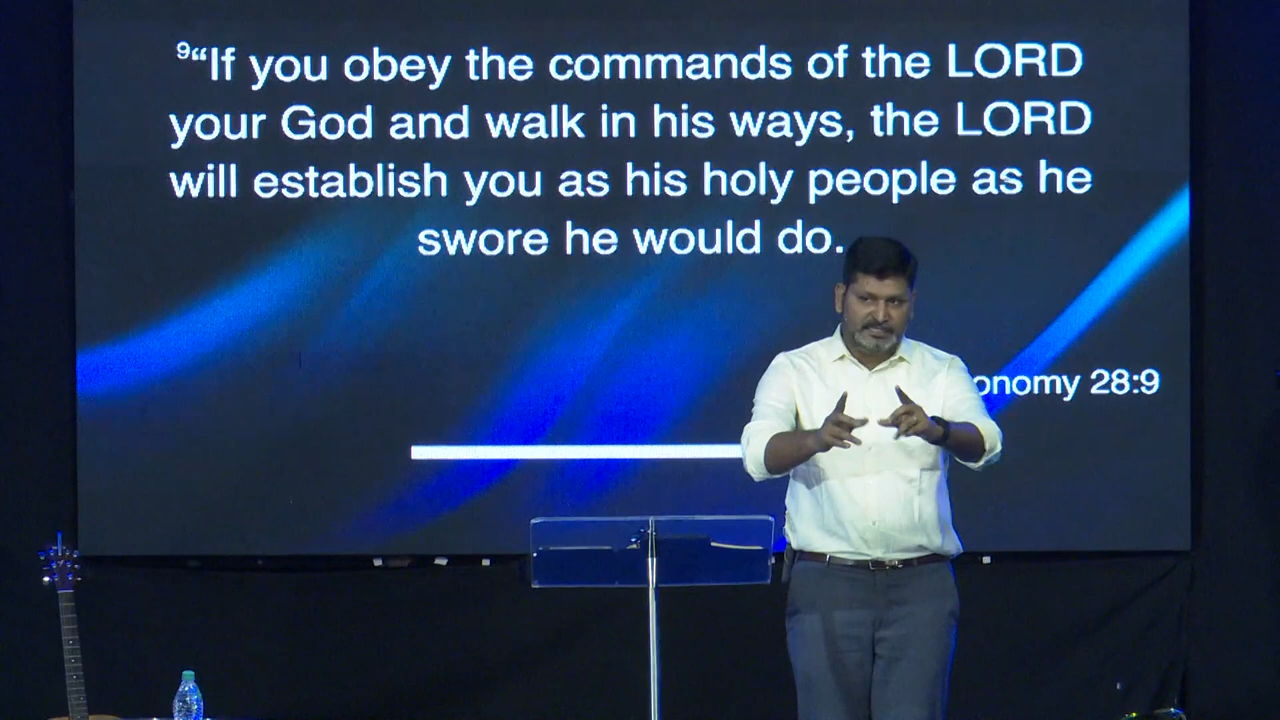 ⁹“If you obey the commands of the LORD
your God and walk in his ways, the LORD
will establish you as his holy people as he
swore he would do.
onomy 28:9